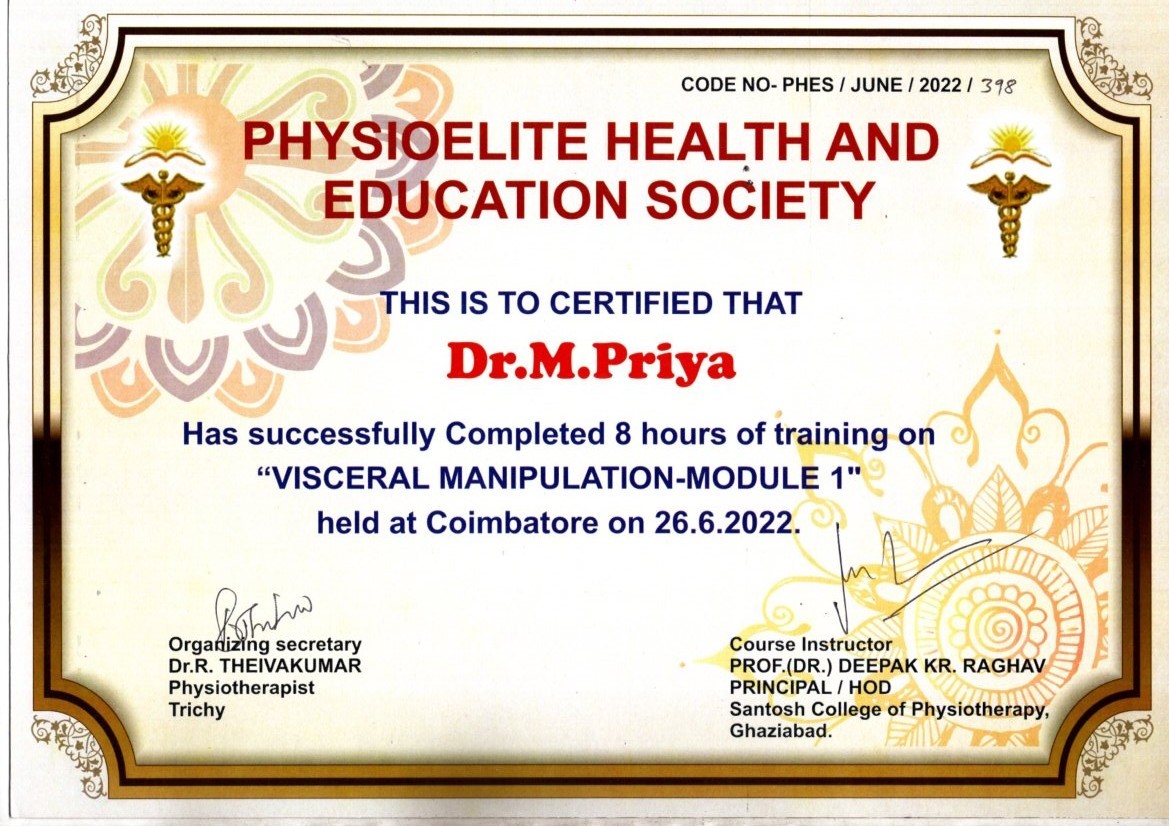 CODE NO- PHES / JUNE / 2022 / 398
PHYSIOELITE HEALTH AND
EDUCATION SOCIETY
THIS IS TO CERTIFIED THAT
Dr.M.Priya
Has successfully Completed 8 hours of training on
“VISCERAL MANIPULATION-MODULE 1"
held at Coimbatore on 26.6.2022.
Organizing secretary
Dr.R. THEIVAKUMAR
Physiotherapist
Trichy
Course Instructor
PROF.(DR.) DEEPAK KR. RAGHAV
PRINCIPAL / HOD
Santosh College of Physiotherapy,
Ghaziabad.